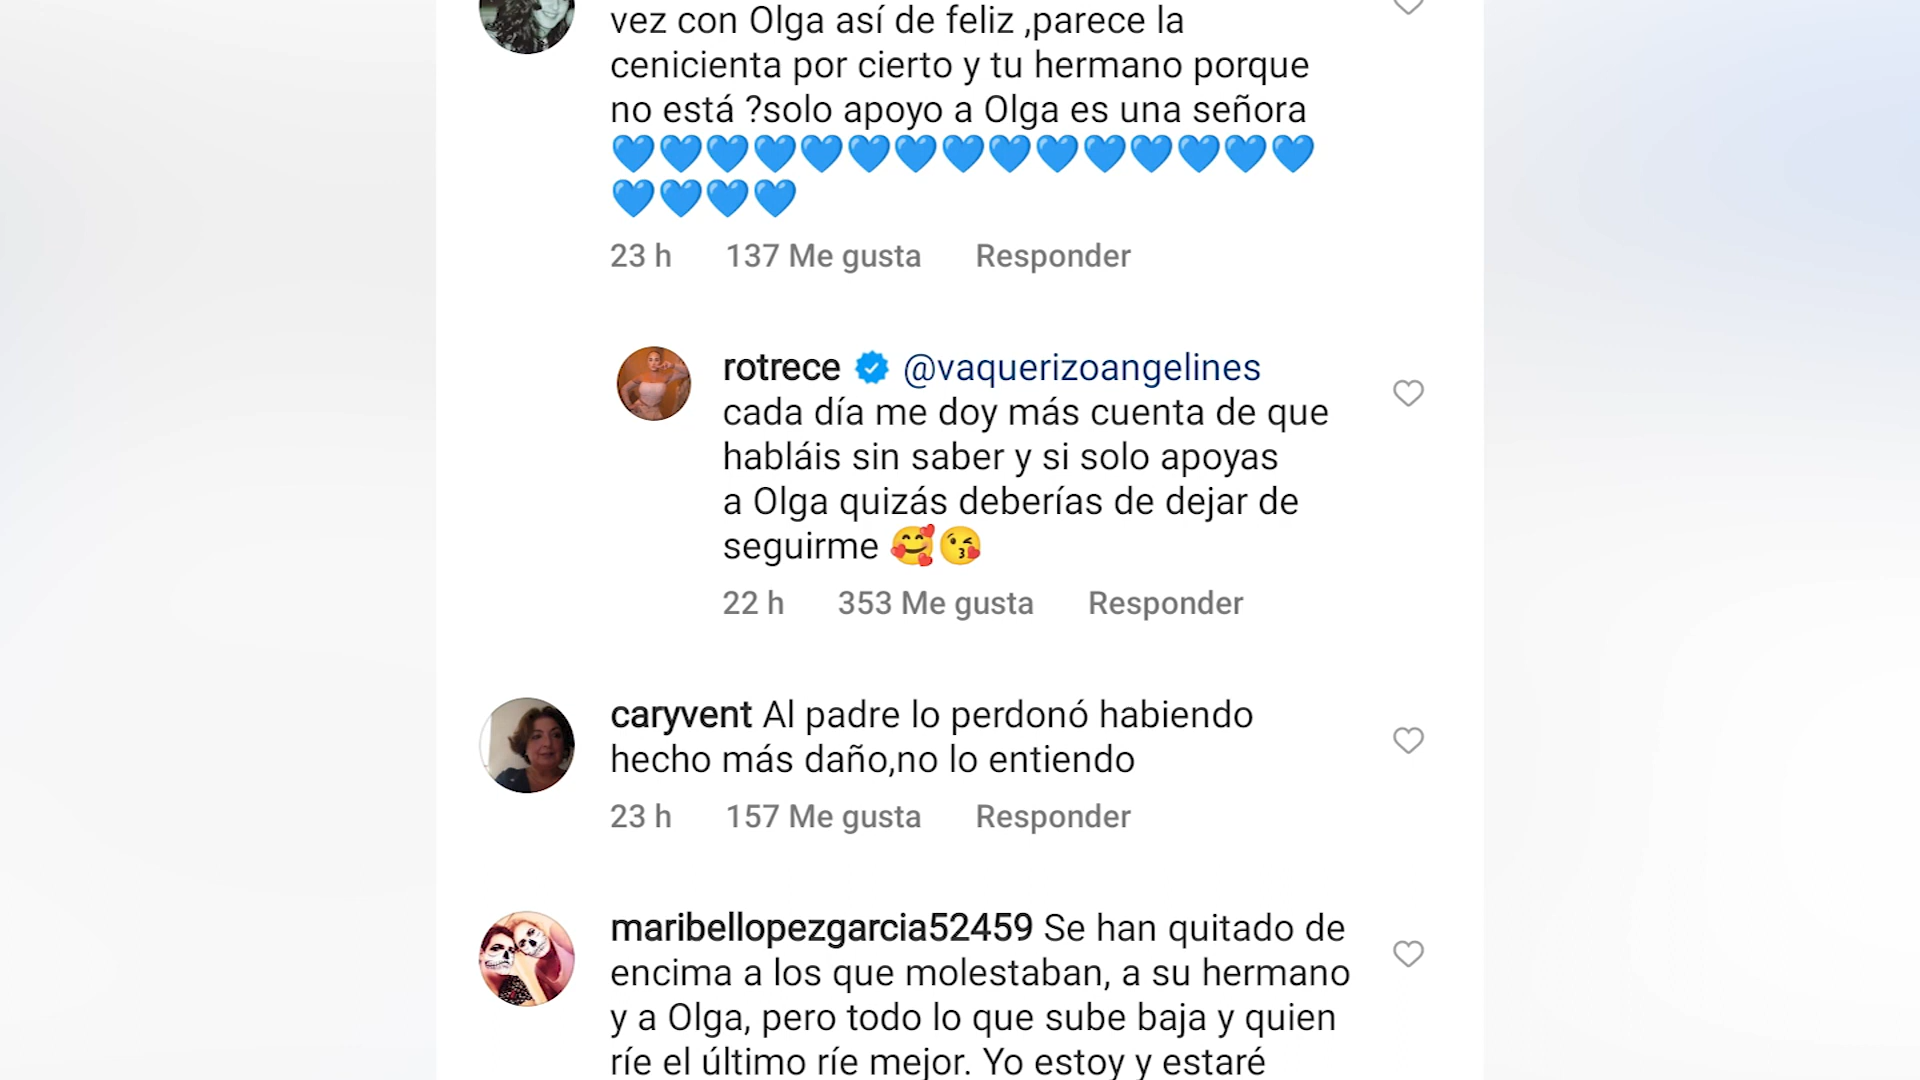 vez con Olga así de feliz ,parece la
cenicienta por cierto y tu hermano porque
no está ?solo apoyo a Olga es una señora
💙💙💙💙💙💙💙💙💙💙💙💙💙💙💙
💙💙💙💙
23 h 137 Me gusta Responder
rotrece @vaquerizoangelines
cada día me doy más cuenta de que
habláis sin saber y si solo apoyas
a Olga quizás deberías de dejar de
seguirme 🥰😘
22 h 353 Me gusta Responder
caryvent Al padre lo perdonó habiendo
hecho más daño,no lo entiendo
23 h 157 Me gusta Responder
maribellopezgarcia52459 Se han quitado de
encima a los que molestaban, a su hermano
y a Olga, pero todo lo que sube baja y quien
ríe el último ríe mejor. Yo estoy y estaré